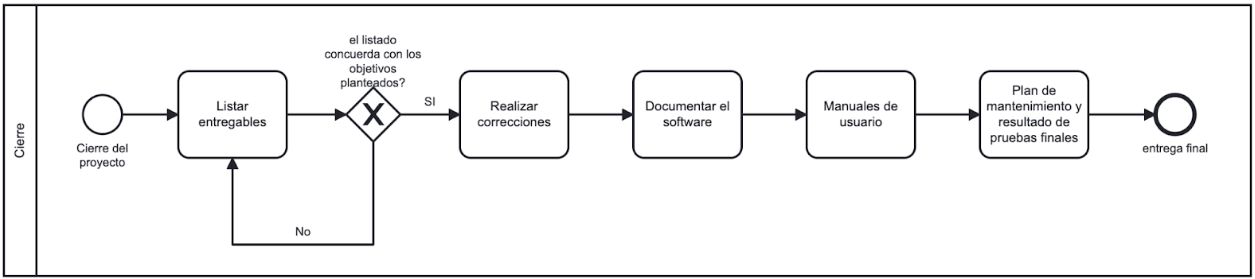 Cierre
Cierre del
proyecto
Listar
entregables
el listado
concuerda con los
objetivos
planteados?
X
SI
No
Realizar
correcciones
Documentar el
software
Manuales de
usuario
Plan de
mantenimiento y
resultado de
pruebas finales
entrega final